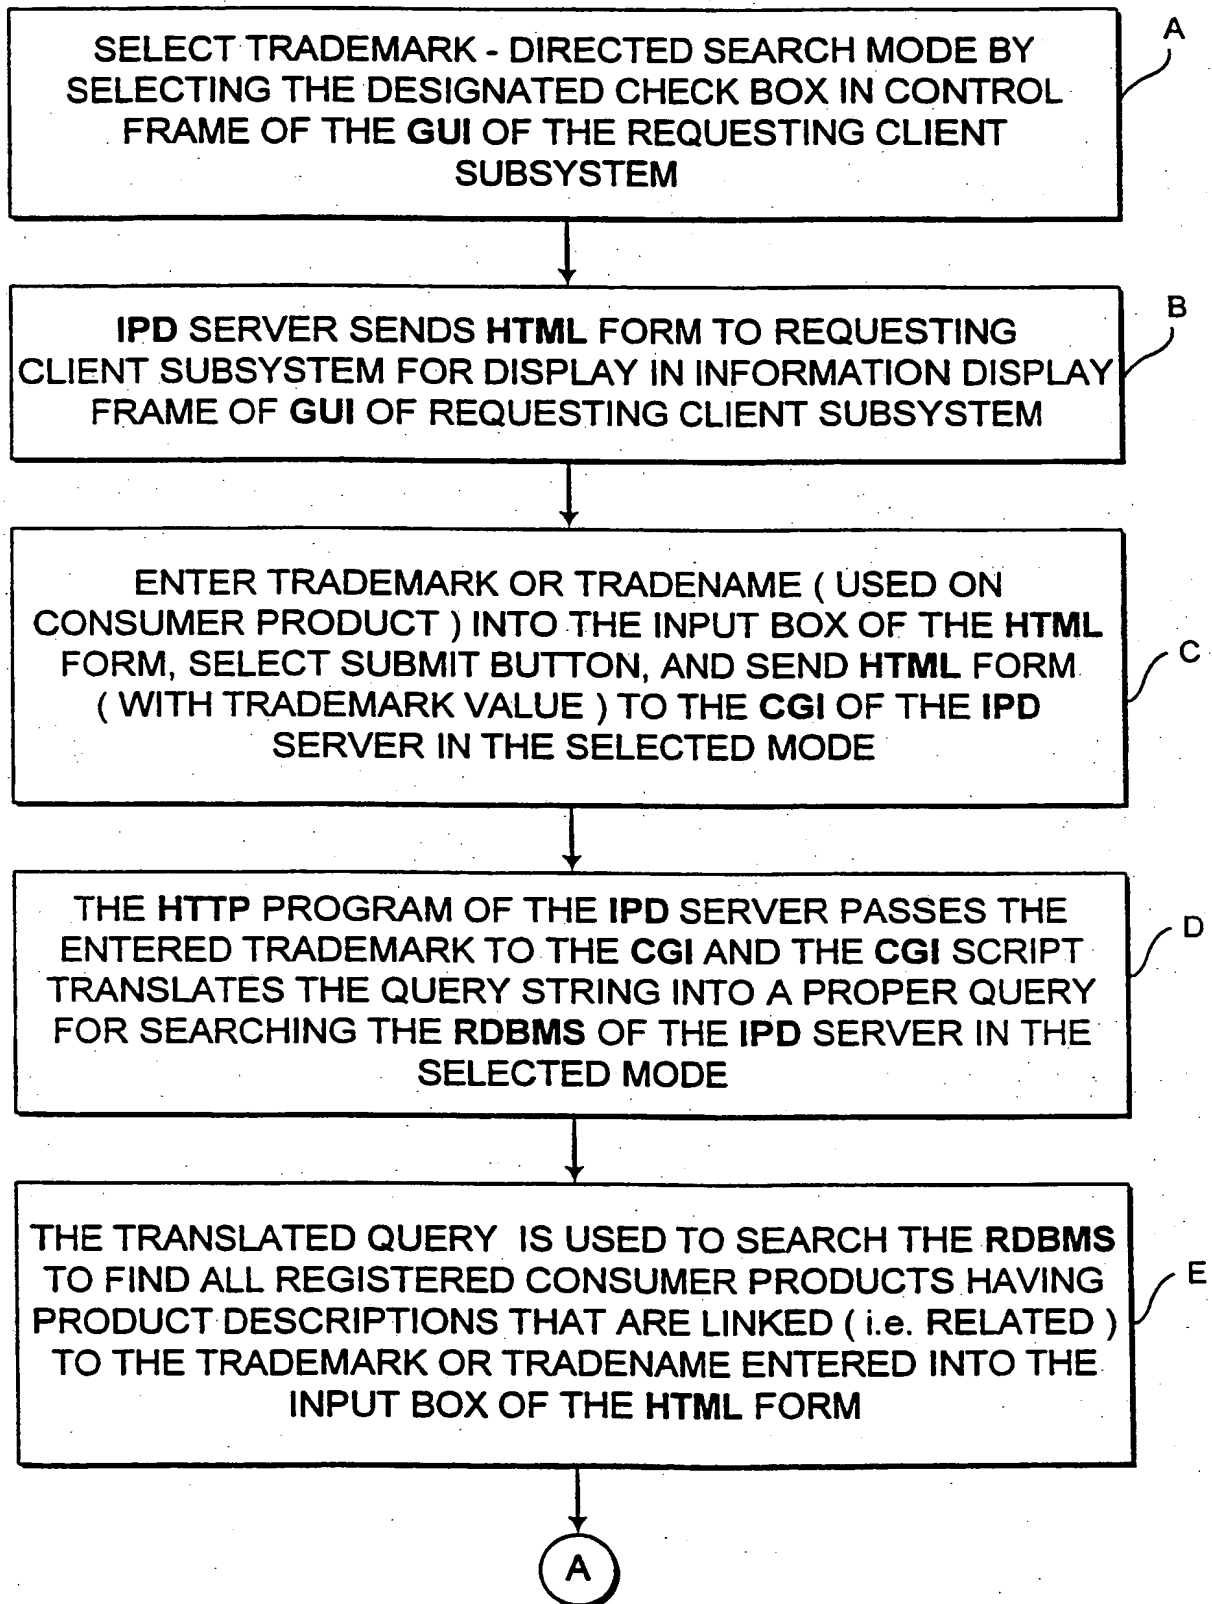 SELECT TRADEMARK - DIRECTED SEARCH MODE BY
SELECTING THE DESIGNATED CHECK BOX IN CONTROL
FRAME OF THE GUI OF THE REQUESTING CLIENT
SUBSYSTEM
A
IPD SERVER SENDS HTML FORM TO REQUESTING
CLIENT SUBSYSTEM FOR DISPLAY IN INFORMATION DISPLAY
FRAME OF GUI OF REQUESTING CLIENT SUBSYSTEM
B
ENTER TRADEMARK OR TRADENAME ( USED ON
CONSUMER PRODUCT ) INTO THE INPUT BOX OF THE HTML
FORM, SELECT SUBMIT BUTTON, AND SEND HTML FORM
( WITH TRADEMARK VALUE ) TO THE CGI OF THE IPD
SERVER IN THE SELECTED MODE
C
THE HTTP PROGRAM OF THE IPD SERVER PASSES THE
ENTERED TRADEMARK TO THE CGI AND THE CGI SCRIPT
TRANSLATES THE QUERY STRING INTO A PROPER QUERY
FOR SEARCHING THE RDBMS OF THE IPD SERVER IN THE
SELECTED MODE
D
THE TRANSLATED QUERY IS USED TO SEARCH THE RDBMS
TO FIND ALL REGISTERED CONSUMER PRODUCTS HAVING
PRODUCT DESCRIPTIONS THAT ARE LINKED ( i.e. RELATED )
TO THE TRADEMARK OR TRADENAME ENTERED INTO THE
INPUT BOX OF THE HTML FORM
E
A